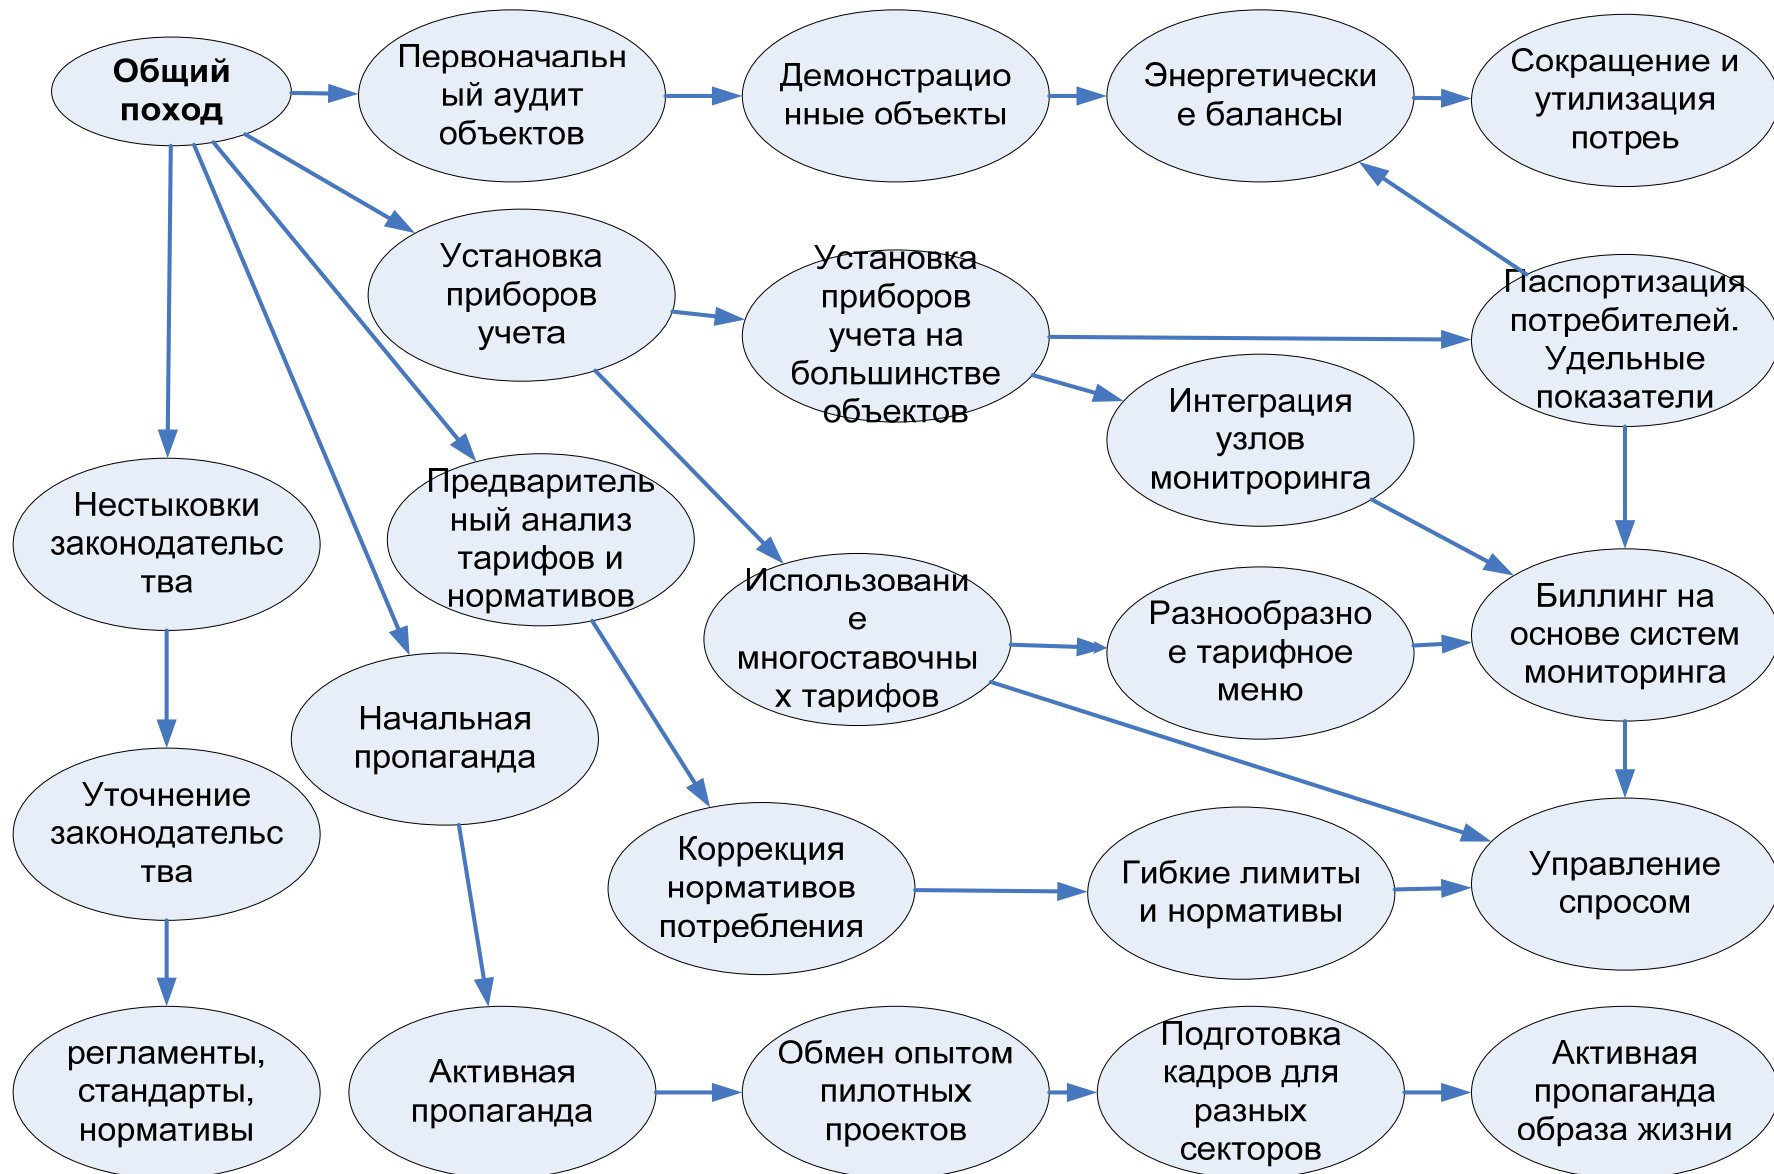 Общий
поход
Первоначальн
ый аудит
объектов
Демонстрацио
нные объекты
Энергетически
е балансы
Сокращение и
утилизация
потреь
Установка
приборов
учета
Установка
приборов
учета на
большинстве
объектов
Паспортизация
потребителей.
Удельные
показатели
Интеграция
узлов
монитроринга
Нестыковки
законодательс
тва
Предваритель
ный анализ
тарифов и
нормативов
Использовани
е
многоставочны
х тарифов
Разнообразно
е тарифное
меню
Биллинг на
основе систем
мониторинга
Начальная
пропаганда
Уточнение
законодательс
тва
Коррекция
нормативов
потребления
Гибкие лимиты
и нормативы
Управление
спросом
регламенты,
стандарты,
нормативы
Активная
пропаганда
Обмен опытом
пилотных
проектов
Подготовка
кадров для
разных
секторов
Активная
пропаганда
образа жизни